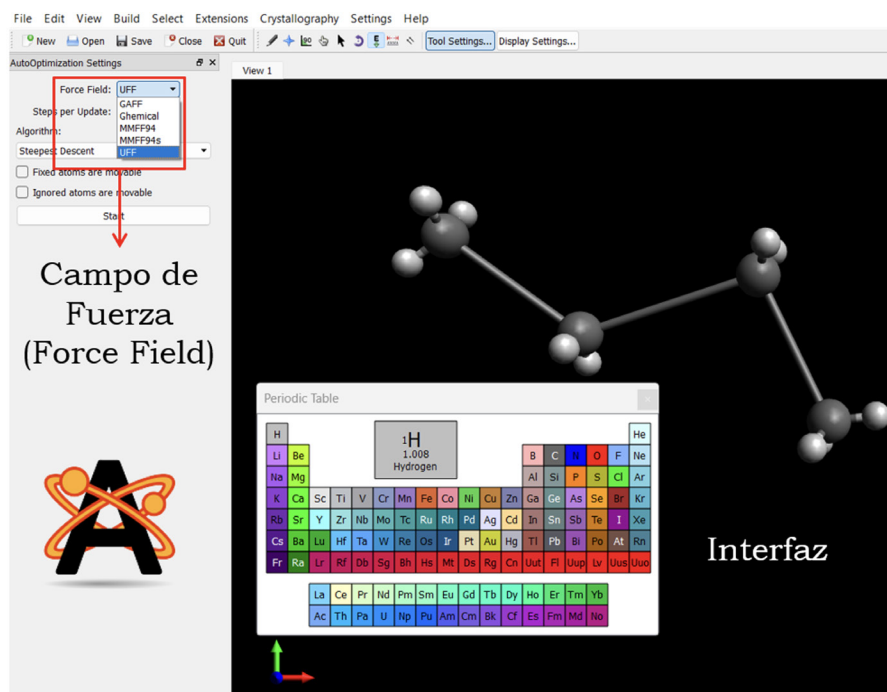 File Edit View Build Select Extensions Crystallography Settings Help
New Open Save Close Quit Tool Settings... Display Settings...
AutoOptimization Settings
View 1
Force Field: UFF
GAFF
Steps per Update:
Ghemical
MMFF94
Algorithm:
MMFF94s
Steepest Descent
UFF
Fixed atoms are movable
Ignored atoms are movable
Start
Campo de
Fuerza
(Force Field)
Periodic Table
1H
1.008
Hydrogen
H He
Li Be B C N O F Ne
Na Mg Al Si P S Cl Ar
K Ca Sc Ti V Cr Mn Fe Co Ni Cu Zn Ga Ge As Se Br Kr
Rb Sr Y Zr Nb Mo Tc Ru Rh Pd Ag Cd In Sn Sb Te I Xe
Cs Ba Lu Hf Ta W Re Os Ir Pt Au Hg Tl Pb Bi Po At Rn
Fr Ra Lr Rf Db Sg Bh Hs Mt Ds Rg Cn Uut Fl Uup Lv Uus Uuo
La Ce Pr Nd Pm Sm Eu Gd Tb Dy Ho Er Tm Yb
Ac Th Pa U Np Pu Am Cm Bk Cf Es Fm Md No
Interfaz
A